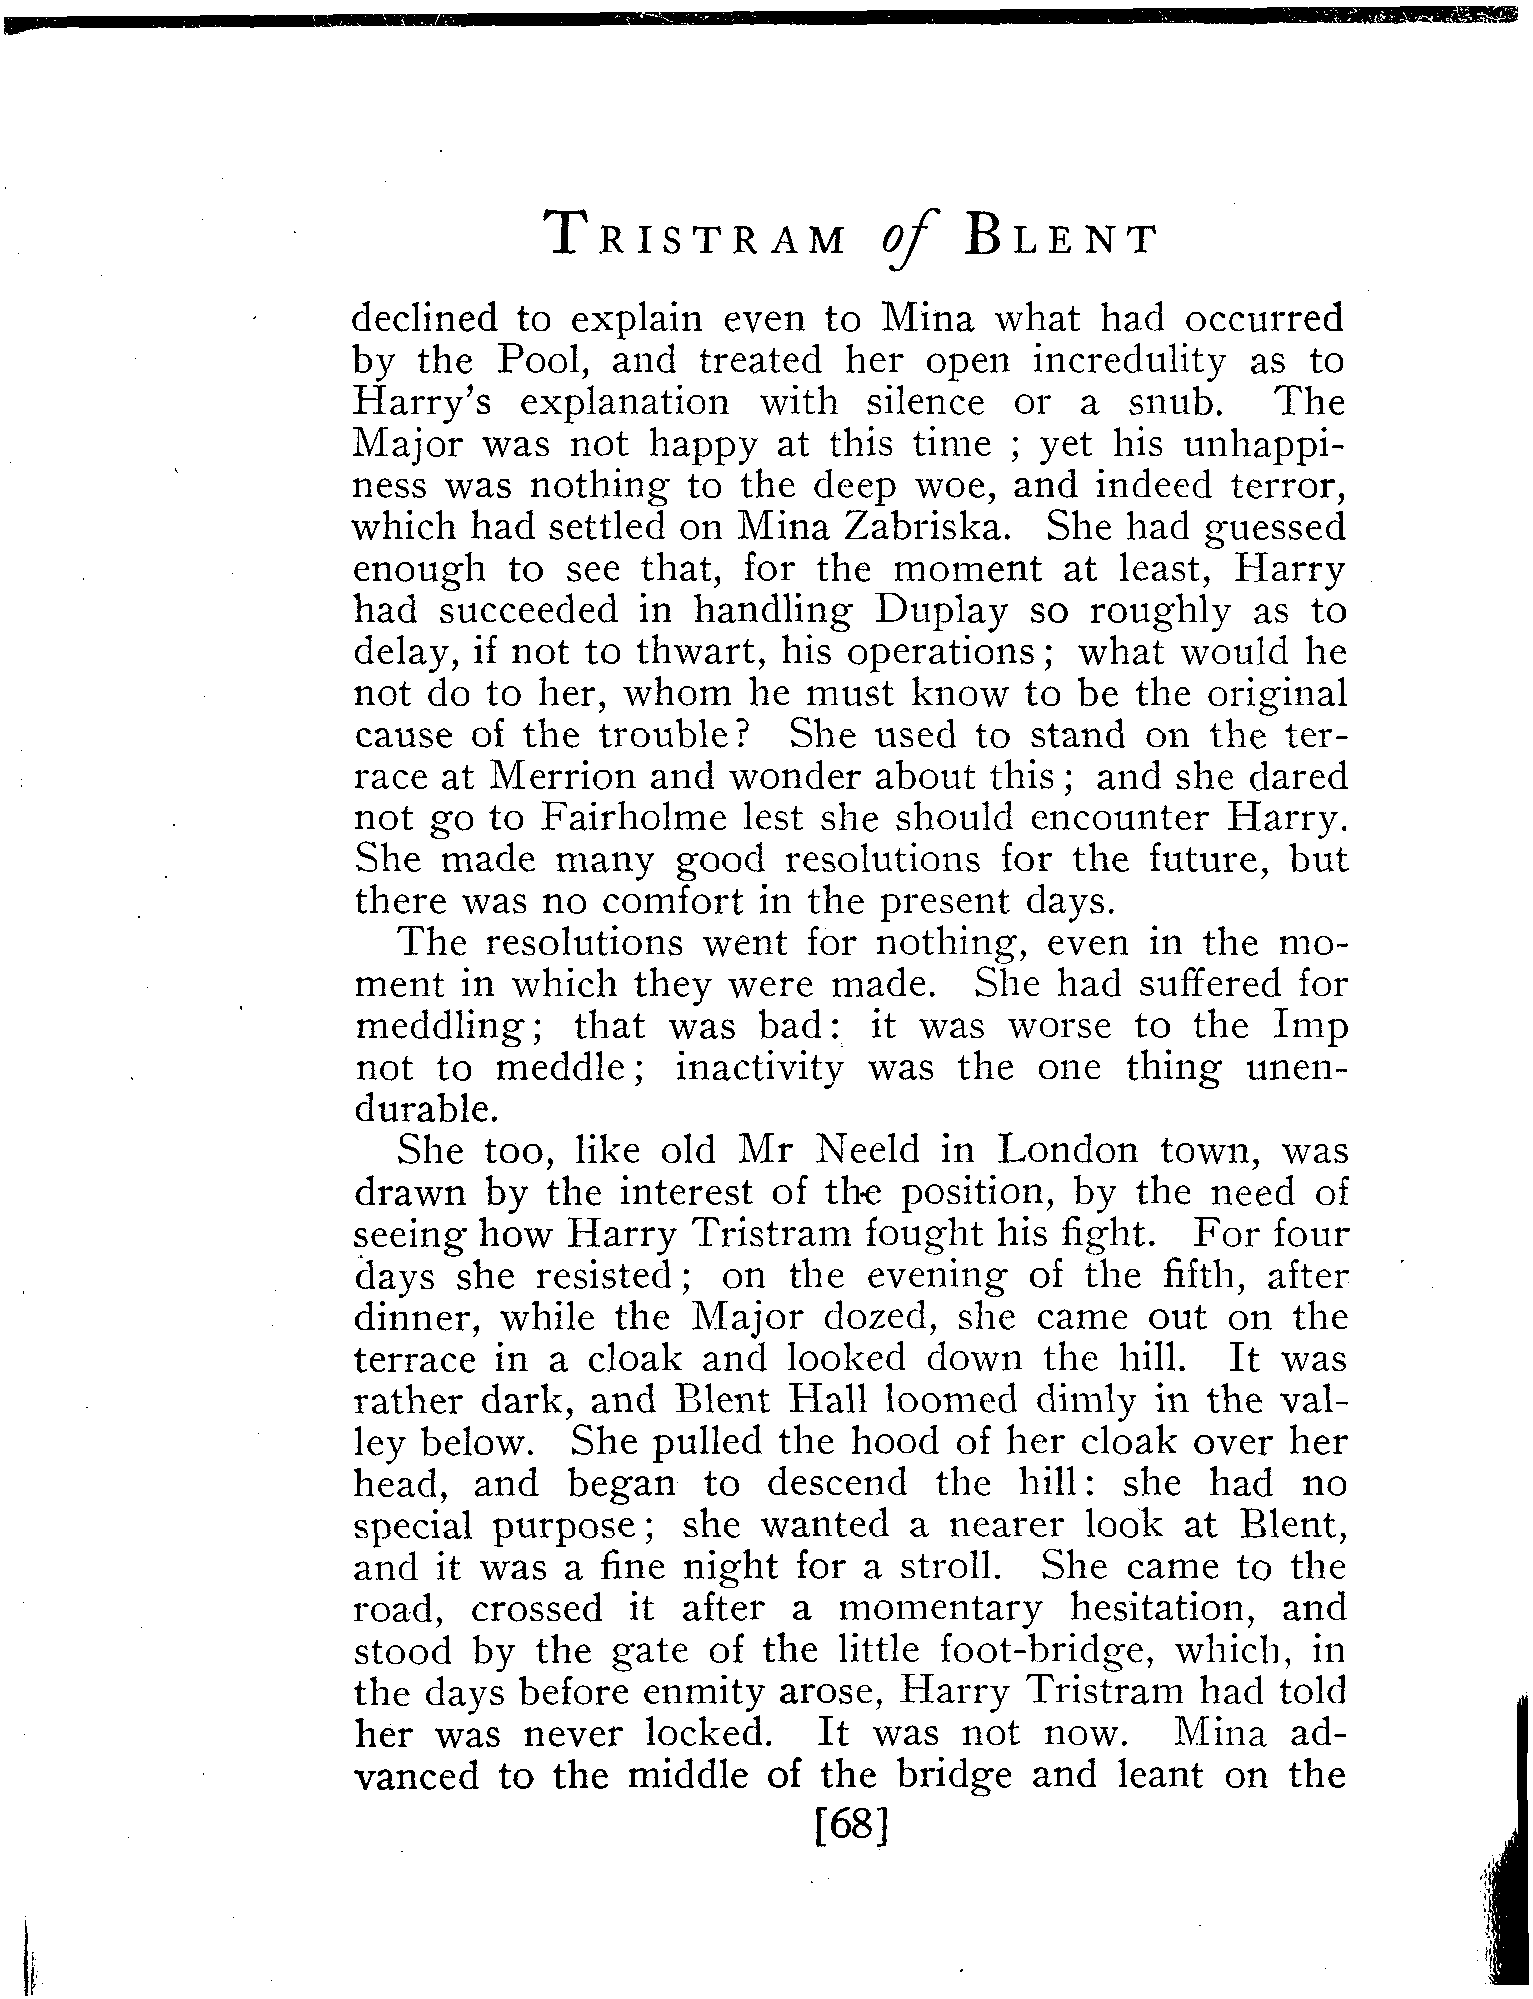 TRISTRAM of BLENT
declined to explain even to Mina what had occurred
by the Pool, and treated her open incredulity as to
Harry's explanation with silence or a snub. The
Major was not happy at this time ; yet his unhappi-
ness was nothing to the deep woe, and indeed terror,
which had settled on Mina Zabriska. She had guessed
enough to see that, for the moment at least, Harry
had succeeded in handling Duplay so roughly as to
delay, if not to thwart, his operations; what would he
not do to her, whom he must know to be the original
cause of the trouble? She used to stand on the ter-
race at Merrion and wonder about this; and she dared
not go to Fairholme lest she should encounter Harry.
She made many good resolutions for the future, but
there was no comfort in the present days.
The resolutions went for nothing, even in the mo-
ment in which they were made. She had suffered for
meddling; that was bad: it was worse to the Imp
not to meddle; inactivity was the one thing unen-
durable.
She too, like old Mr Neeld in London town, was
drawn by the interest of the position, by the need of
seeing how Harry Tristram fought his fight. For four
days she resisted; on the evening of the fifth, after
dinner, while the Major dozed, she came out on the
terrace in a cloak and looked down the hill. It was
rather dark, and Blent Hall loomed dimly in the val-
ley below. She pulled the hood of her cloak over her
head, and began to descend the hill: she had no
special purpose; she wanted a nearer look at Blent,
and it was a fine night for a stroll. She came to the
road, crossed it after a momentary hesitation, and
stood by the gate of the little foot-bridge, which, in
the days before enmity arose, Harry Tristram had told
her was never locked. It was not now. Mina ad-
vanced to the middle of the bridge and leant on the
[68]